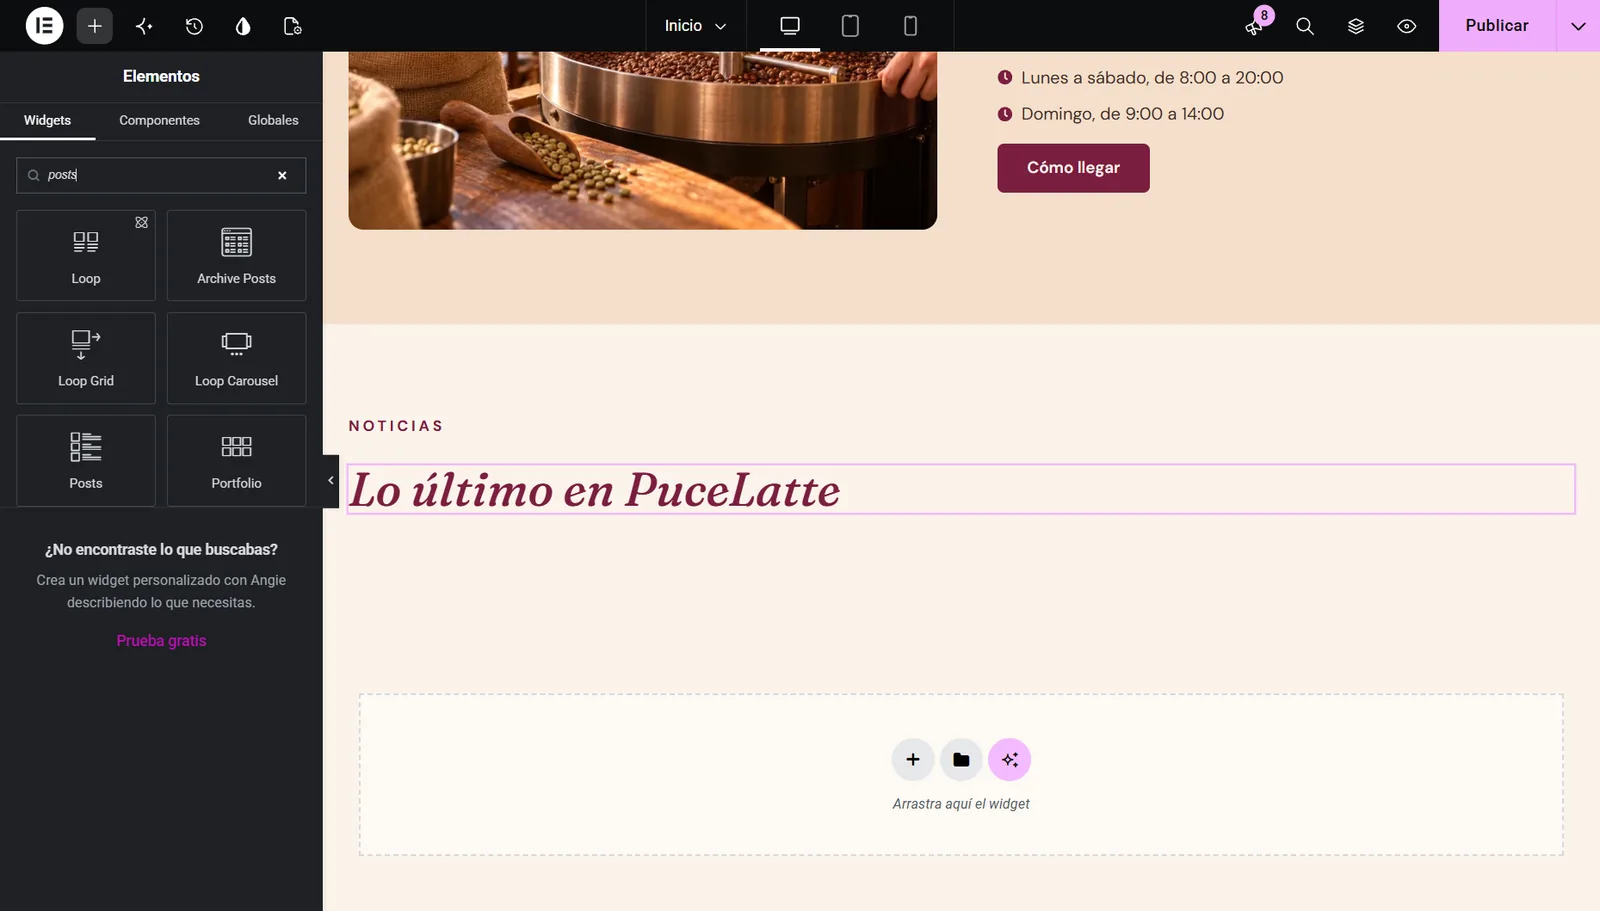 Inicio
8
Publicar
Elementos
Widgets
Componentes
Globales
posts
Loop
Archive Posts
Loop Grid
Loop Carousel
Posts
Portfolio
¿No encontraste lo que buscabas?
Crea un widget personalizado con Angie
describiendo lo que necesitas.
Prueba gratis
Lunes a sábado, de 8:00 a 20:00
Domingo, de 9:00 a 14:00
Cómo llegar
NOTICIAS
Lo último en PuceLatte
Arrastra aquí el widget